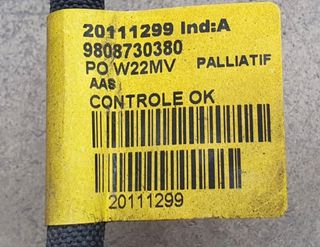 20111299 Ind:A
9808730380
PO W22MV PALLIATIF
AAS
CONTROLE OK
20111299